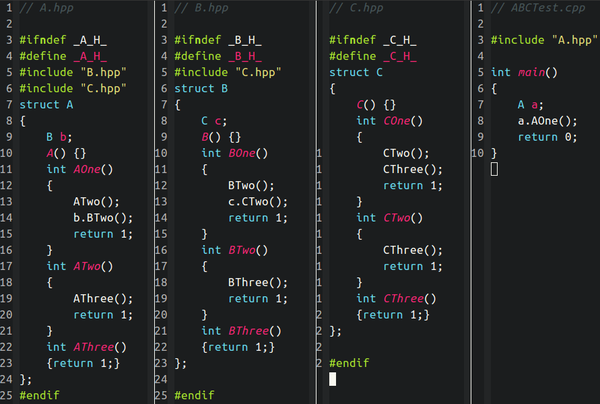 1 // A.hpp
2
3 #ifndef _A_H_
4 #define _A_H_
5 #include "B.hpp"
6 #include "C.hpp"
7 struct A
8 {
9     B b;
10     A() {}
11     int AOne()
12     {
13         ATwo();
14         b.BTwo();
15         return 1;
16     }
17     int ATwo()
18     {
19         AThree();
20         return 1;
21     }
22     int AThree()
23     {return 1;}
24 };
25 #endif
1 // B.hpp
2
3 #ifndef _B_H_
4 #define _B_H_
5 #include "C.hpp"
6 struct B
7 {
8     C c;
9     B() {}
10     int BOne()
11     {
12         BTwo();
13         c.CTwo();
14         return 1;
15     }
16     int BTwo()
17     {
18         BThree();
19         return 1;
20     }
21     int BThree()
22     {return 1;}
23 };
24
25 #endif
1 // C.hpp
2
3 #ifndef _C_H_
4 #define _C_H_
5 struct C
6 {
7     C() {}
8     int COne()
9     {
1         CTwo();
1         CThree();
1         return 1;
1     }
1     int CTwo()
1     {
1         CThree();
1         return 1;
1     }
1     int CThree()
2     {return 1;}
2 };
2
2 #endif
1 // ABCTest.cpp
2
3 #include "A.hpp"
4
5 int main()
6 {
7     A a;
8     a.AOne();
9     return 0;
10 }